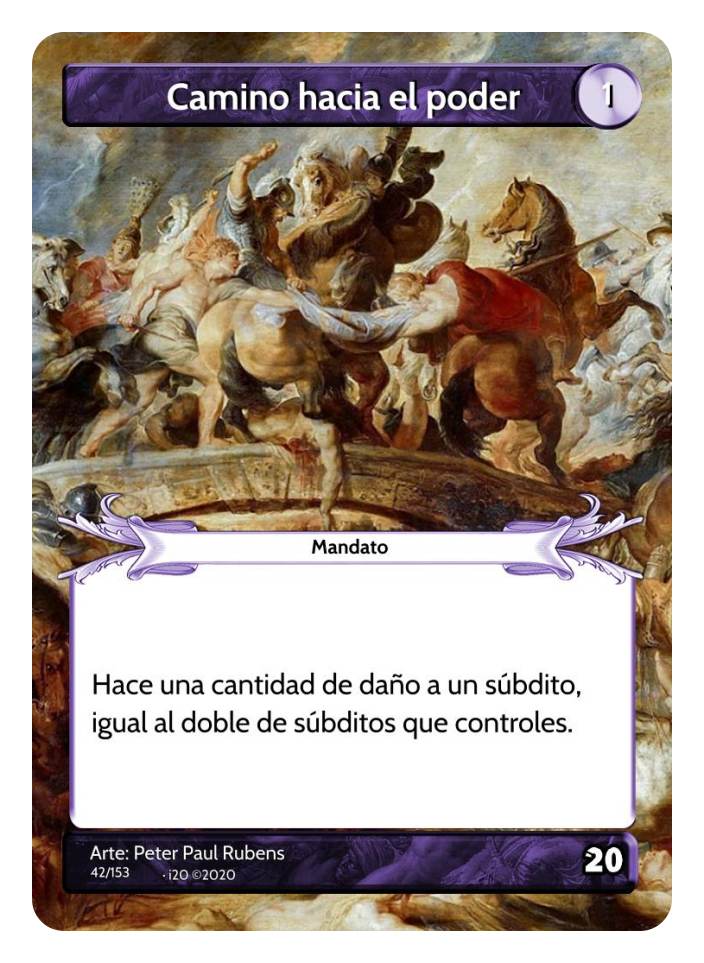 Camino hacia el poder
1
Mandato
Hace una cantidad de daño a un súbdito,
igual al doble de súbditos que controles.
Arte: Peter Paul Rubens
42/153 · i20 ©2020
20